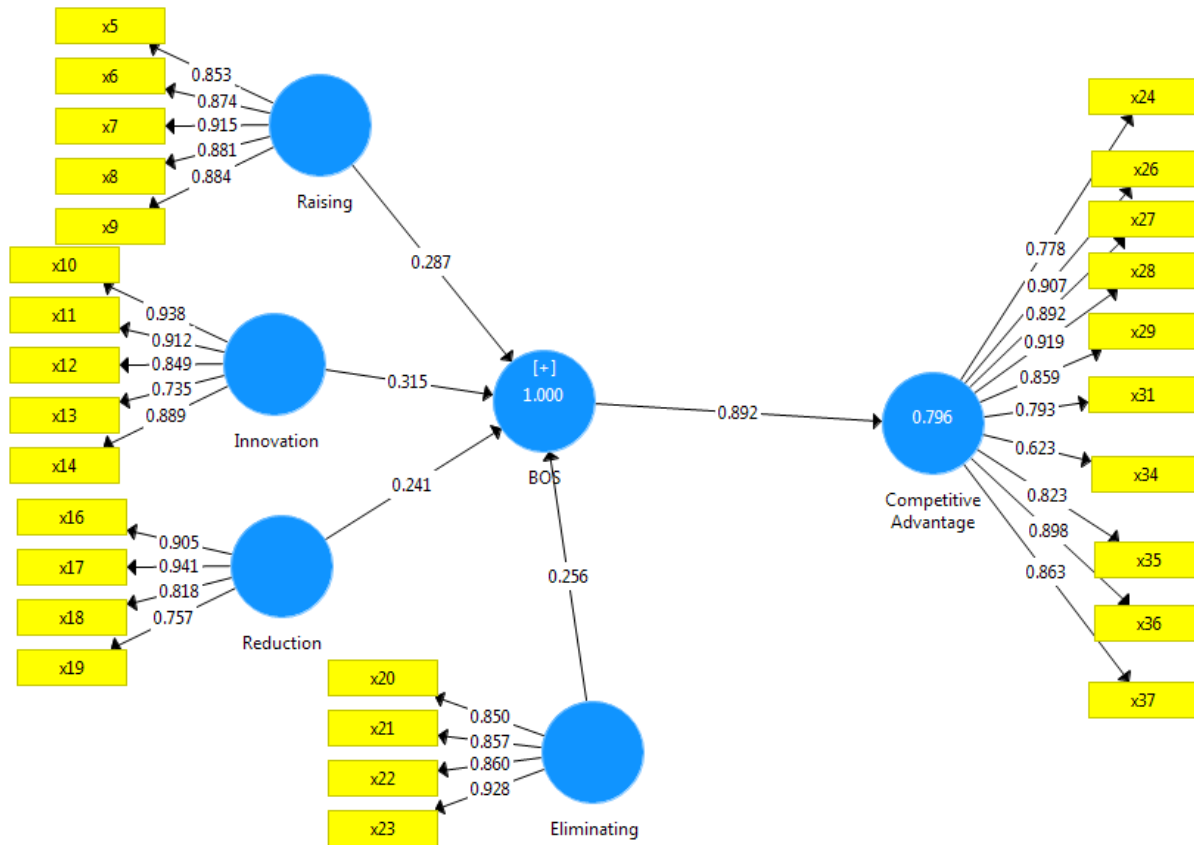 x5
x6
x7
x8
x9
0.853
0.874
0.915
0.881
0.884
Raising
x10
x11
x12
x13
x14
0.938
0.912
0.849
0.735
0.889
Innovation
x16
x17
x18
x19
0.905
0.941
0.818
0.757
Reduction
x20
x21
x22
x23
0.850
0.857
0.860
0.928
Eliminating
0.287
0.315
0.241
0.256
[+]
1.000
BOS
0.892
0.796
Competitive
Advantage
0.778
0.907
0.892
0.919
0.859
0.793
0.623
0.823
0.898
0.863
x24
x26
x27
x28
x29
x31
x34
x35
x36
x37